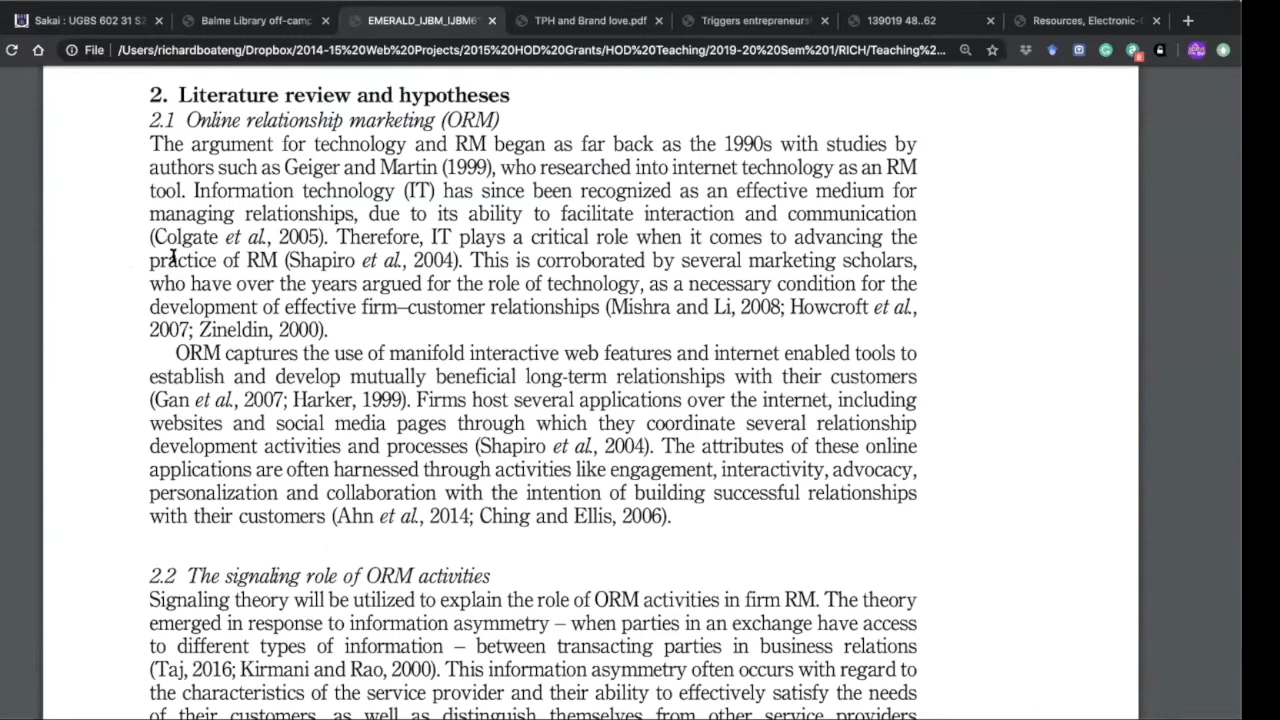 Sakai : UGBS 602 31 S2 Balme Library off-camp EMERALD_IJBM_IJBM6 TPH and Brand love.pdf Triggers entrepreneurs 139019 48..62 Resources, Electronic-
File /Users/richardboateng/Dropbox/2014-15%20Web%20Projects/2015%20HOD%20Grants/HOD%20Teaching/2019-20%20Sem%201/RICH/Teaching%2...
2. Literature review and hypotheses
2.1 Online relationship marketing (ORM)
The argument for technology and RM began as far back as the 1990s with studies by
authors such as Geiger and Martin (1999), who researched into internet technology as an RM
tool. Information technology (IT) has since been recognized as an effective medium for
managing relationships, due to its ability to facilitate interaction and communication
(Colgate et al., 2005). Therefore, IT plays a critical role when it comes to advancing the
practice of RM (Shapiro et al., 2004). This is corroborated by several marketing scholars,
who have over the years argued for the role of technology, as a necessary condition for the
development of effective firm–customer relationships (Mishra and Li, 2008; Howcroft et al.,
2007; Zineldin, 2000).
ORM captures the use of manifold interactive web features and internet enabled tools to
establish and develop mutually beneficial long-term relationships with their customers
(Gan et al., 2007; Harker, 1999). Firms host several applications over the internet, including
websites and social media pages through which they coordinate several relationship
development activities and processes (Shapiro et al., 2004). The attributes of these online
applications are often harnessed through activities like engagement, interactivity, advocacy,
personalization and collaboration with the intention of building successful relationships
with their customers (Ahn et al., 2014; Ching and Ellis, 2006).
2.2 The signaling role of ORM activities
Signaling theory will be utilized to explain the role of ORM activities in firm RM. The theory
emerged in response to information asymmetry – when parties in an exchange have access
to different types of information – between transacting parties in business relations
(Taj, 2016; Kirmani and Rao, 2000). This information asymmetry often occurs with regard to
the characteristics of the service provider and their ability to effectively satisfy the needs
of their customers, as well as distinguish themselves from other service providers